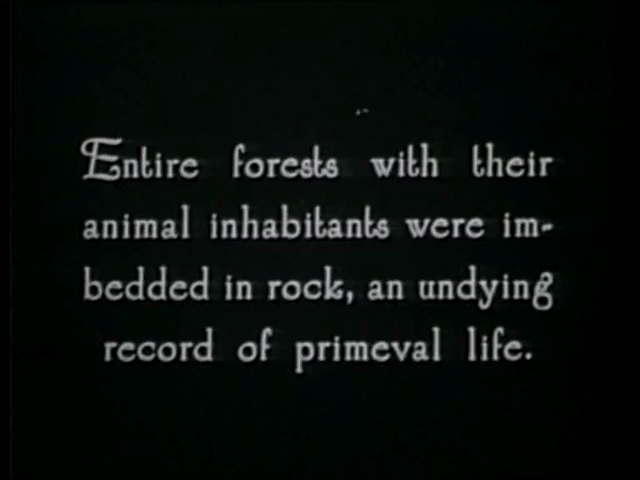 Entire forests with their
animal inhabitants were im-
bedded in rock, an undying
record of primeval life.